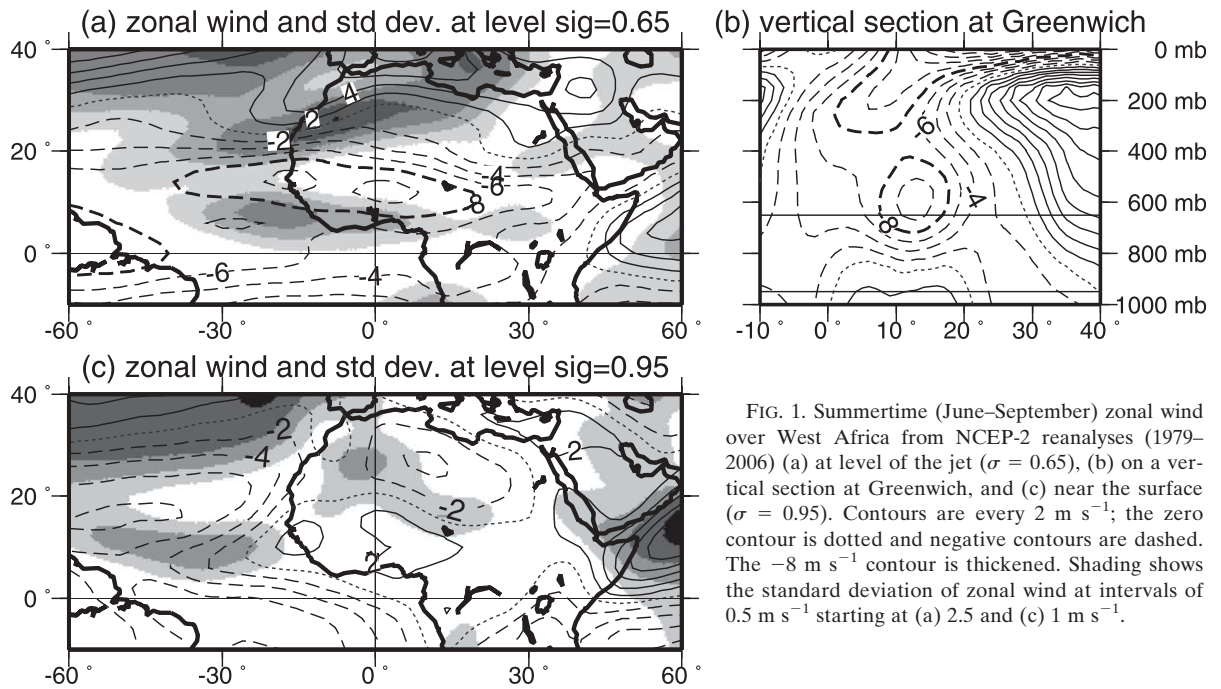 (a) zonal wind and std dev. at level sig=0.65
40 °
20 °
0 °
-60 ° -30 ° 0 ° 30 ° 60 °
4
2
-2
-4
-6
8
-6
-4
(b) vertical section at Greenwich
0 mb
200 mb
400 mb
600 mb
800 mb
1000 mb
-10 ° 0 ° 10 ° 20 ° 30 ° 40 °
6
4
8
(c) zonal wind and std dev. at level sig=0.95
40 °
20 °
0 °
-60 ° -30 ° 0 ° 30 ° 60 °
-2
-4
2
-2
2
FIG. 1. Summertime (June–September) zonal wind
over West Africa from NCEP-2 reanalyses (1979–
2006) (a) at level of the jet (σ = 0.65), (b) on a ver-
tical section at Greenwich, and (c) near the surface
(σ = 0.95). Contours are every 2 m s⁻¹; the zero
contour is dotted and negative contours are dashed.
The −8 m s⁻¹ contour is thickened. Shading shows
the standard deviation of zonal wind at intervals of
0.5 m s⁻¹ starting at (a) 2.5 and (c) 1 m s⁻¹.